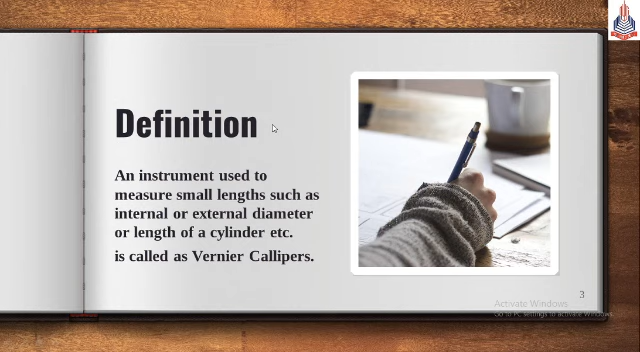 Definition
An instrument used to
measure small lengths such as
internal or external diameter
or length of a cylinder etc.
is called as Vernier Callipers.
3
Activate Windows
Go to PC settings to activate Windows.